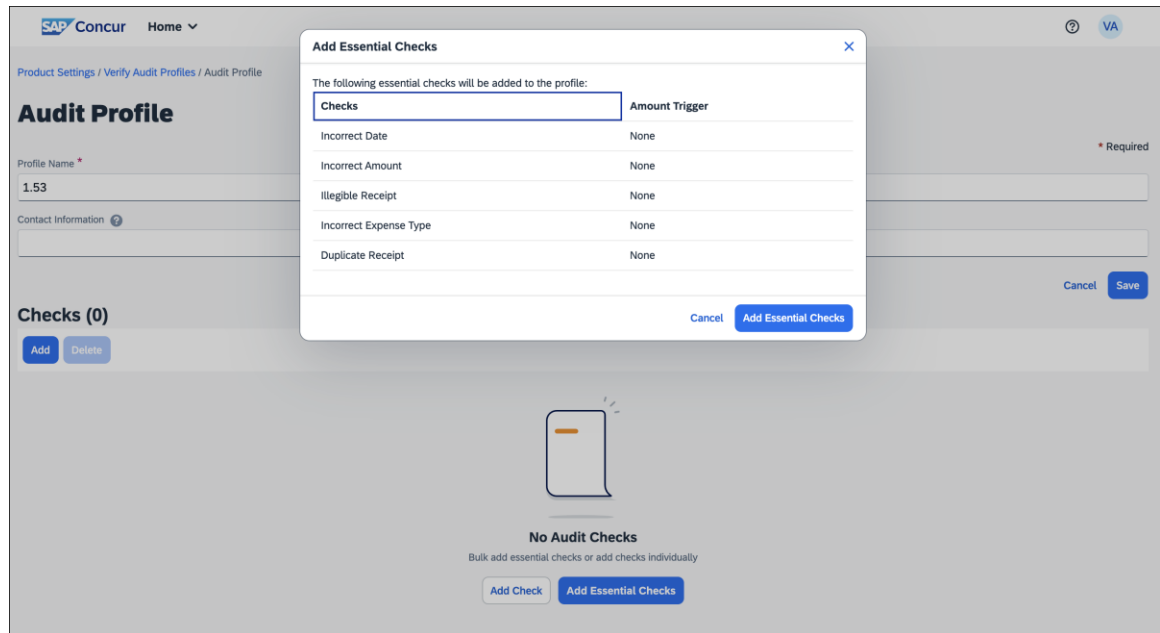 SAP Concur Home
VA
Product Settings / Verify Audit Profiles / Audit Profile
Audit Profile
* Required
Profile Name *
1.53
Contact Information
Cancel Save
Checks (0)
Add Delete
Add Essential Checks
The following essential checks will be added to the profile:
Checks Amount Trigger
Incorrect Date None
Incorrect Amount None
Illegible Receipt None
Incorrect Expense Type None
Duplicate Receipt None
Cancel Add Essential Checks
No Audit Checks
Bulk add essential checks or add checks individually
Add Check Add Essential Checks